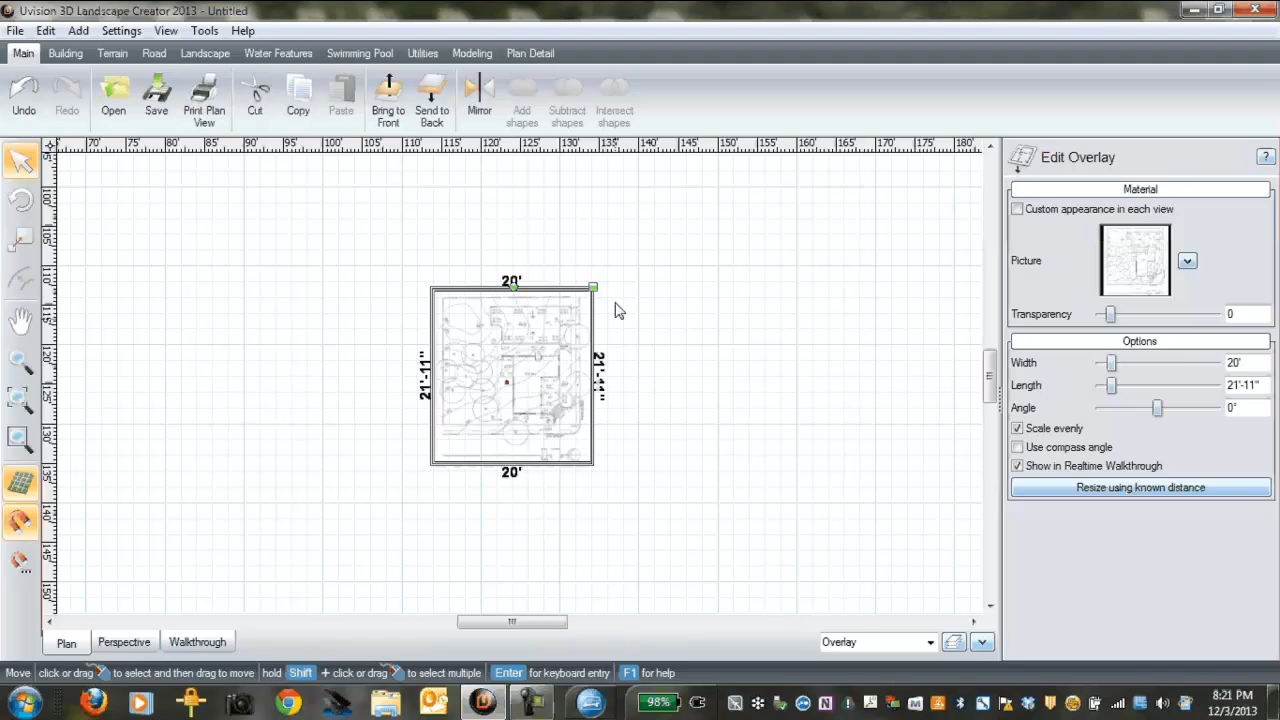 Uvision 3D Landscape Creator 2013 - Untitled
File Edit Add Settings View Tools Help
Main Building Terrain Road Landscape Water Features Swimming Pool Utilities Modeling Plan Detail
Undo Redo Open Save Print Plan View Cut Copy Paste Bring to Front Send to Back Mirror Add shapes Subtract shapes Intersect shapes
70' 75' 80' 85' 90' 95' 100' 105' 110' 115' 120' 125' 130' 135' 140' 145' 150' 155' 160' 165' 170' 175' 180'
Edit Overlay ?
Material
Custom appearance in each view
Picture
Transparency 0
Options
Width 20'
Length 21'-11"
Angle 0°
Scale evenly
Use compass angle
Show in Realtime Walkthrough
Resize using known distance
20'
21'-11"
21'-11"
20'
Plan Perspective Walkthrough Overlay
Move click or drag to select and then drag to move hold Shift + click or drag to select multiple Enter for keyboard entry F1 for help
98%
8:21 PM
12/3/2013